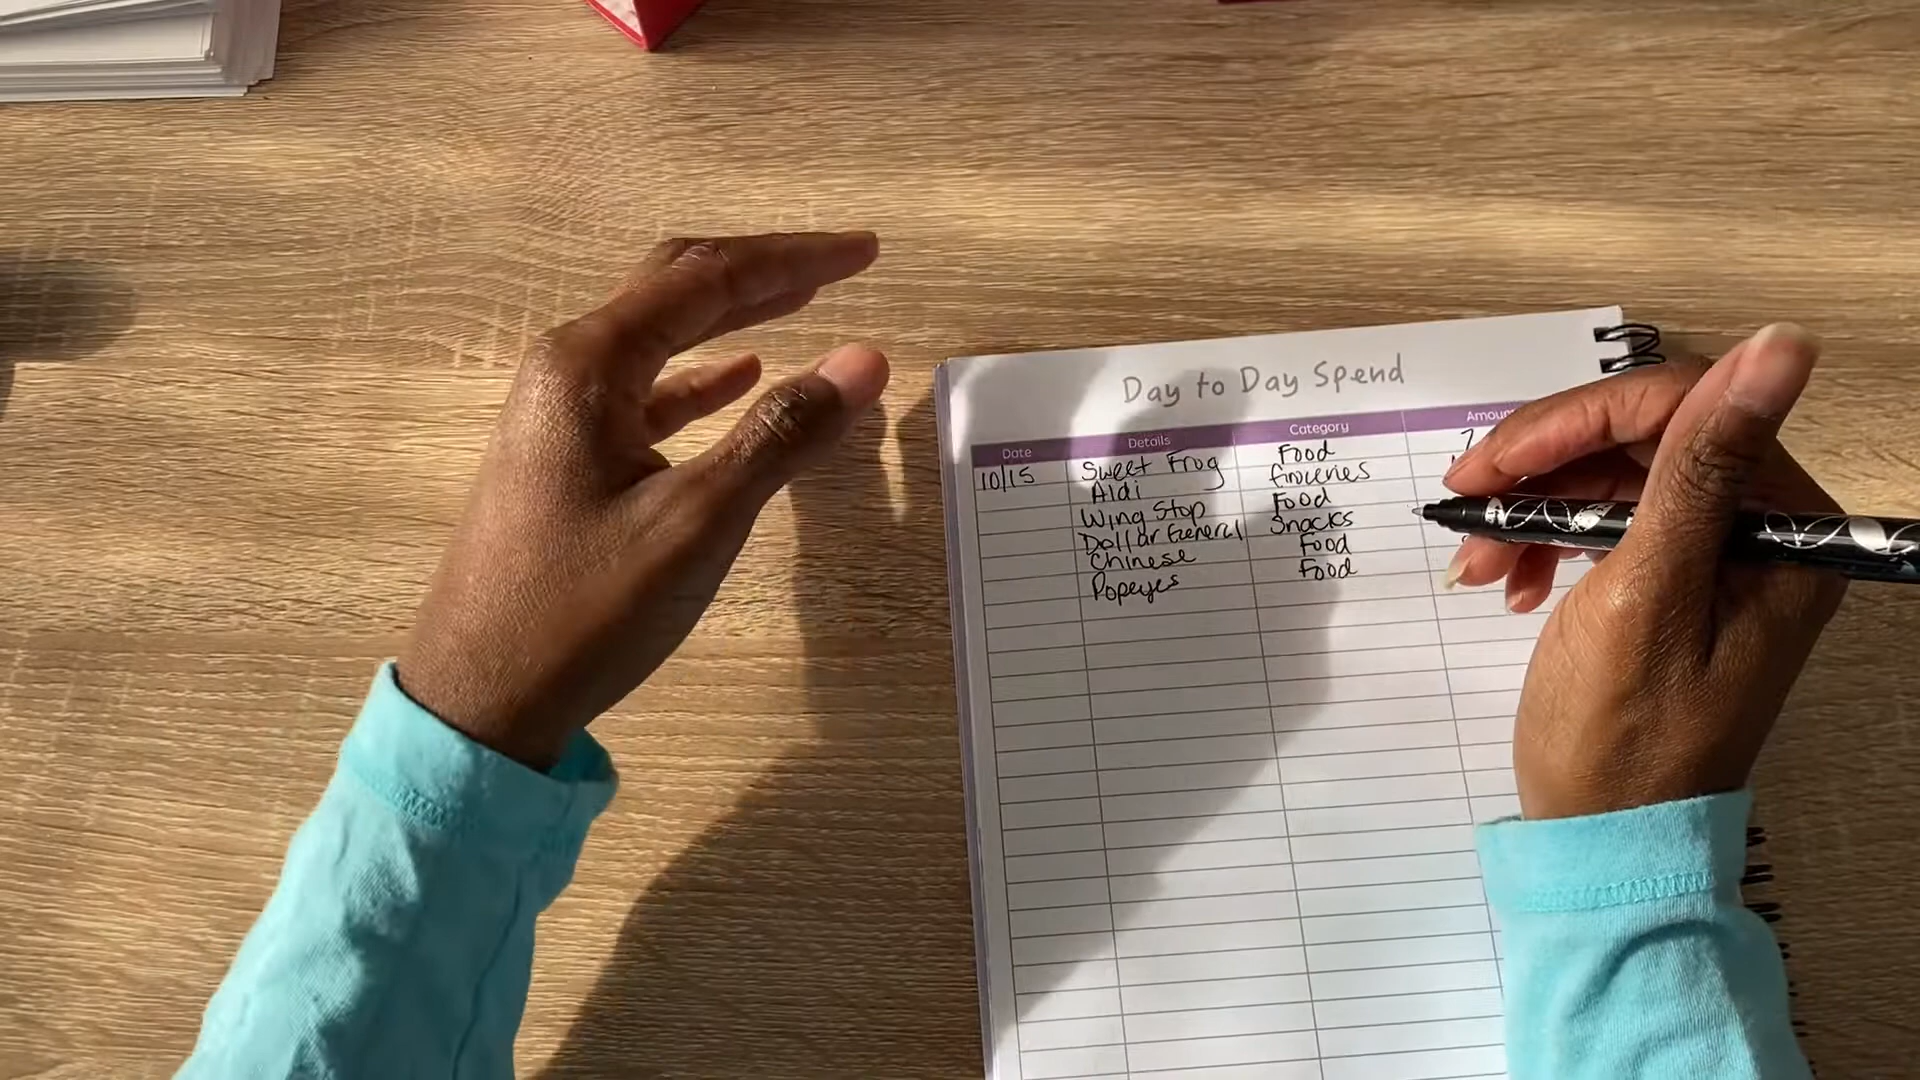 Day to Day Spend
Date Details Category
10/15 Sweet Frog Food 7
Aldi Groceries
Wing Stop Food
Dollar General Snacks
Chinese Food
Popeyes Food